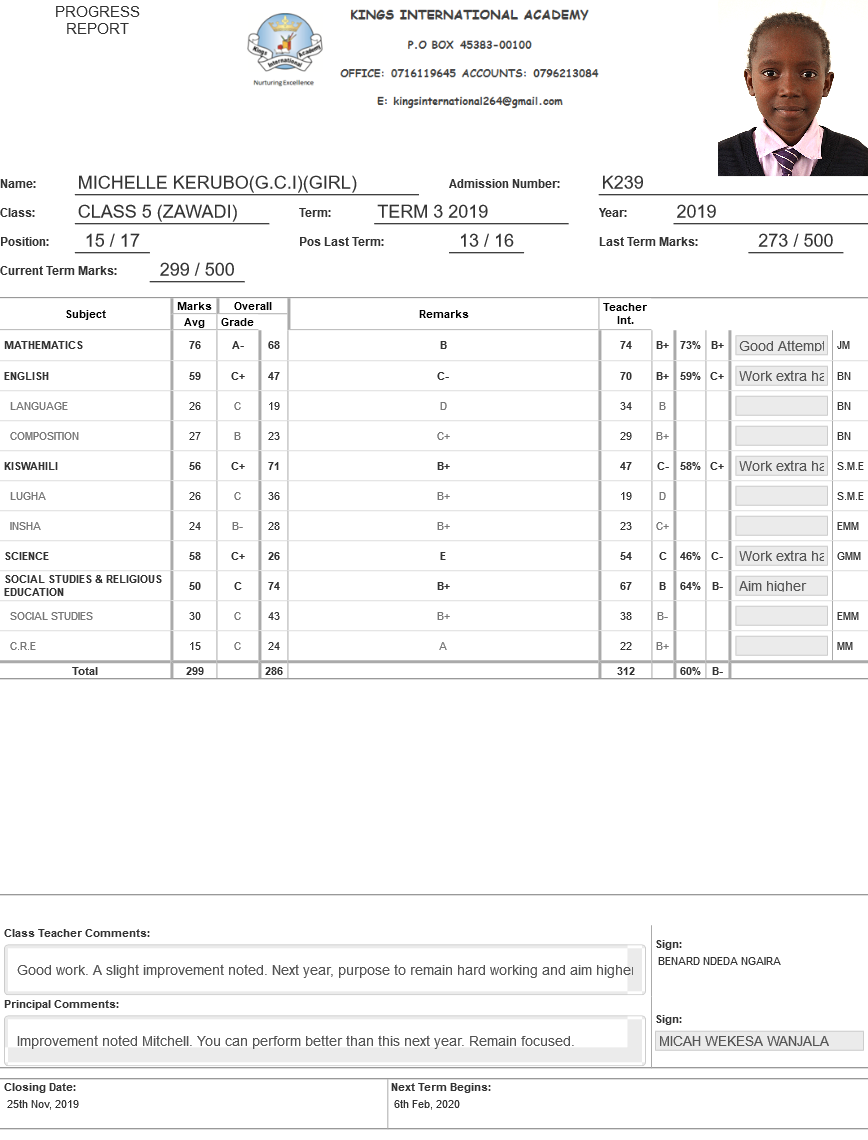 PROGRESS
REPORT
KINGS INTERNATIONAL ACADEMY
P.O BOX 45383-00100
OFFICE: 0716119645 ACCOUNTS: 0796213084
E: kingsinternational264@gmail.com
Kings International Academy
Nurturing Excellence
Name: MICHELLE KERUBO(G.C.I)(GIRL) Admission Number: K239
Class: CLASS 5 (ZAWADI) Term: TERM 3 2019 Year: 2019
Position: 15 / 17 Pos Last Term: 13 / 16 Last Term Marks: 273 / 500
Current Term Marks: 299 / 500
Subject Marks Overall Remarks Teacher Int.
Avg Grade
MATHEMATICS 76 A- 68 B 74 B+ 73% B+ Good Attempt JM
ENGLISH 59 C+ 47 C- 70 B+ 59% C+ Work extra ha BN
LANGUAGE 26 C 19 D 34 B BN
COMPOSITION 27 B 23 C+ 29 B+ BN
KISWAHILI 56 C+ 71 B+ 47 C- 58% C+ Work extra ha S.M.E
LUGHA 26 C 36 B+ 19 D S.M.E
INSHA 24 B- 28 B+ 23 C+ EMM
SCIENCE 58 C+ 26 E 54 C 46% C- Work extra ha GMM
SOCIAL STUDIES & RELIGIOUS
EDUCATION 50 C 74 B+ 67 B 64% B- Aim higher
SOCIAL STUDIES 30 C 43 B+ 38 B- EMM
C.R.E 15 C 24 A 22 B+ MM
Total 299 286 312 60% B-
Class Teacher Comments:
Good work. A slight improvement noted. Next year, purpose to remain hard working and aim higher
Sign:
BENARD NDEDA NGAIRA
Principal Comments:
Improvement noted Mitchell. You can perform better than this next year. Remain focused.
Sign:
MICAH WEKESA WANJALA
Closing Date: Next Term Begins:
25th Nov, 2019 6th Feb, 2020